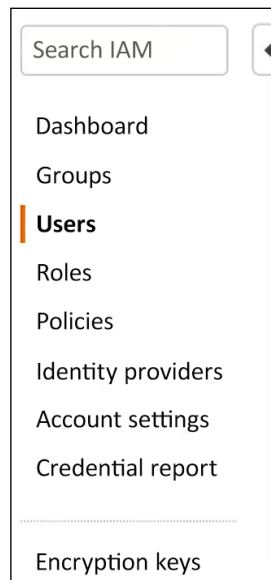 Search IAM
Dashboard
Groups
Users
Roles
Policies
Identity providers
Account settings
Credential report
Encryption keys